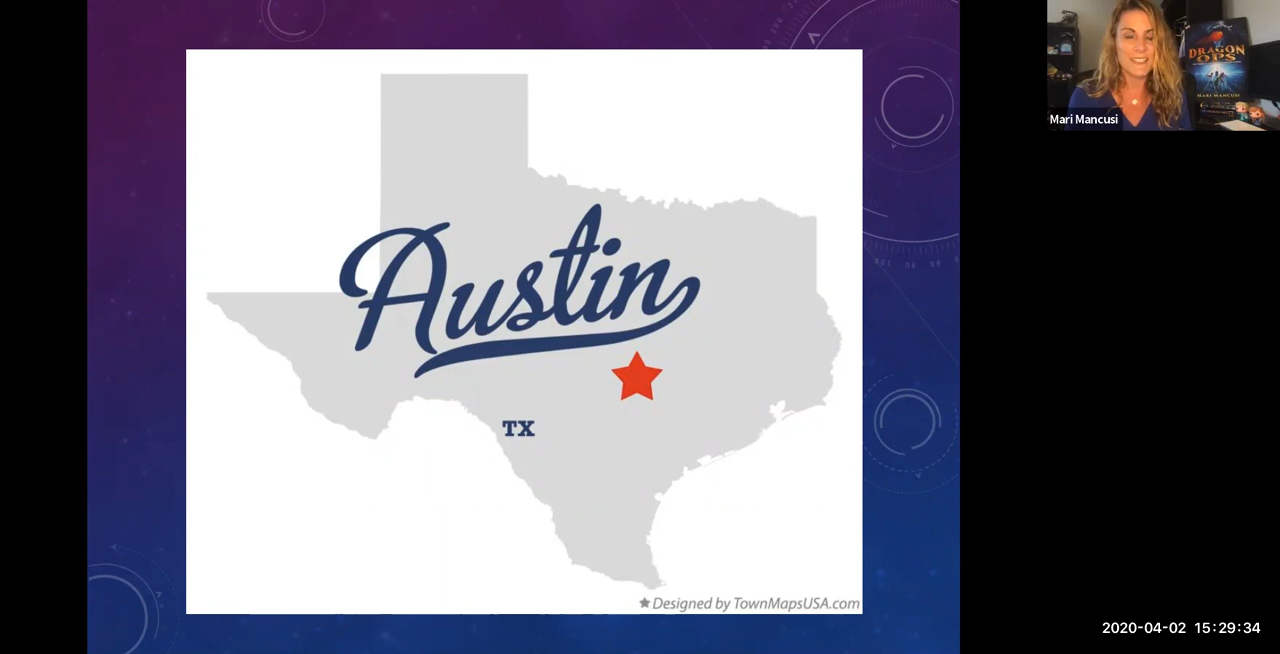 Austin
TX
Designed by TownMapsUSA.com
DRAGON
OPS
MARI MANCUSI
Mari Mancusi
2020-04-02 15:29:34